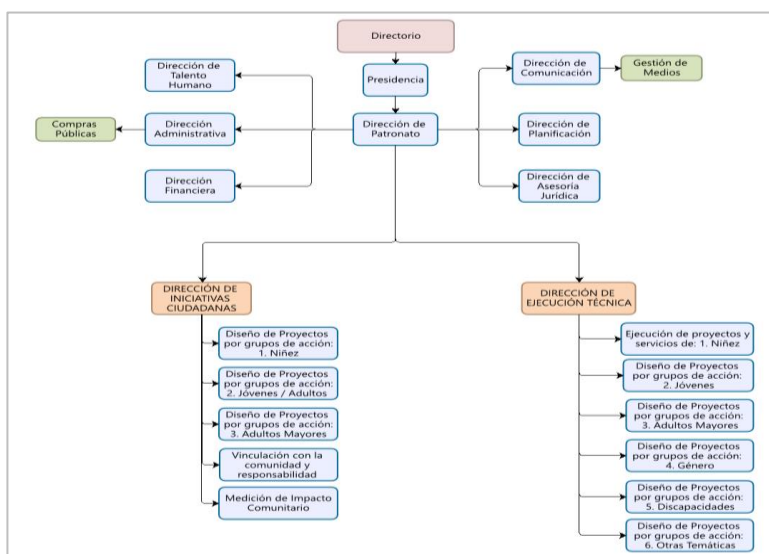 Directorio
Presidencia
Dirección de
Patronato
Dirección de
Talento
Humano
Compras
Públicas
Dirección
Administrativa
Dirección
Financiera
Dirección de
Comunicación
Gestión de
Medios
Dirección de
Planificación
Dirección de
Asesoría
Jurídica
DIRECCIÓN DE
INICIATIVAS
CIUDADANAS
Diseño de Proyectos
por grupos de acción:
1. Niñez
Diseño de Proyectos
por grupos de acción:
2. Jóvenes / Adultos
Diseño de Proyectos
por grupos de acción:
3. Adultos Mayores
Vinculación con la
comunidad y
responsabilidad
Medición de Impacto
Comunitario
DIRECCIÓN DE
EJECUCIÓN TÉCNICA
Ejecución de proyectos y
servicios de: 1. Niñez
Diseño de Proyectos
por grupos de acción:
2. Jóvenes
Diseño de Proyectos
por grupos de acción:
3. Adultos Mayores
Diseño de Proyectos
por grupos de acción:
4. Género
Diseño de Proyectos
por grupos de acción:
5. Discapacidades
Diseño de Proyectos
por grupos de acción:
6. Otras Temáticas